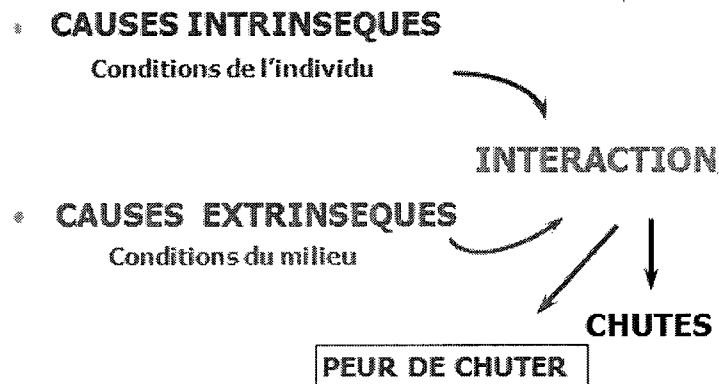 • CAUSES INTRINSEQUES
Conditions de l'individu
INTERACTION
• CAUSES EXTRINSEQUES
Conditions du milieu
CHUTES
PEUR DE CHUTER